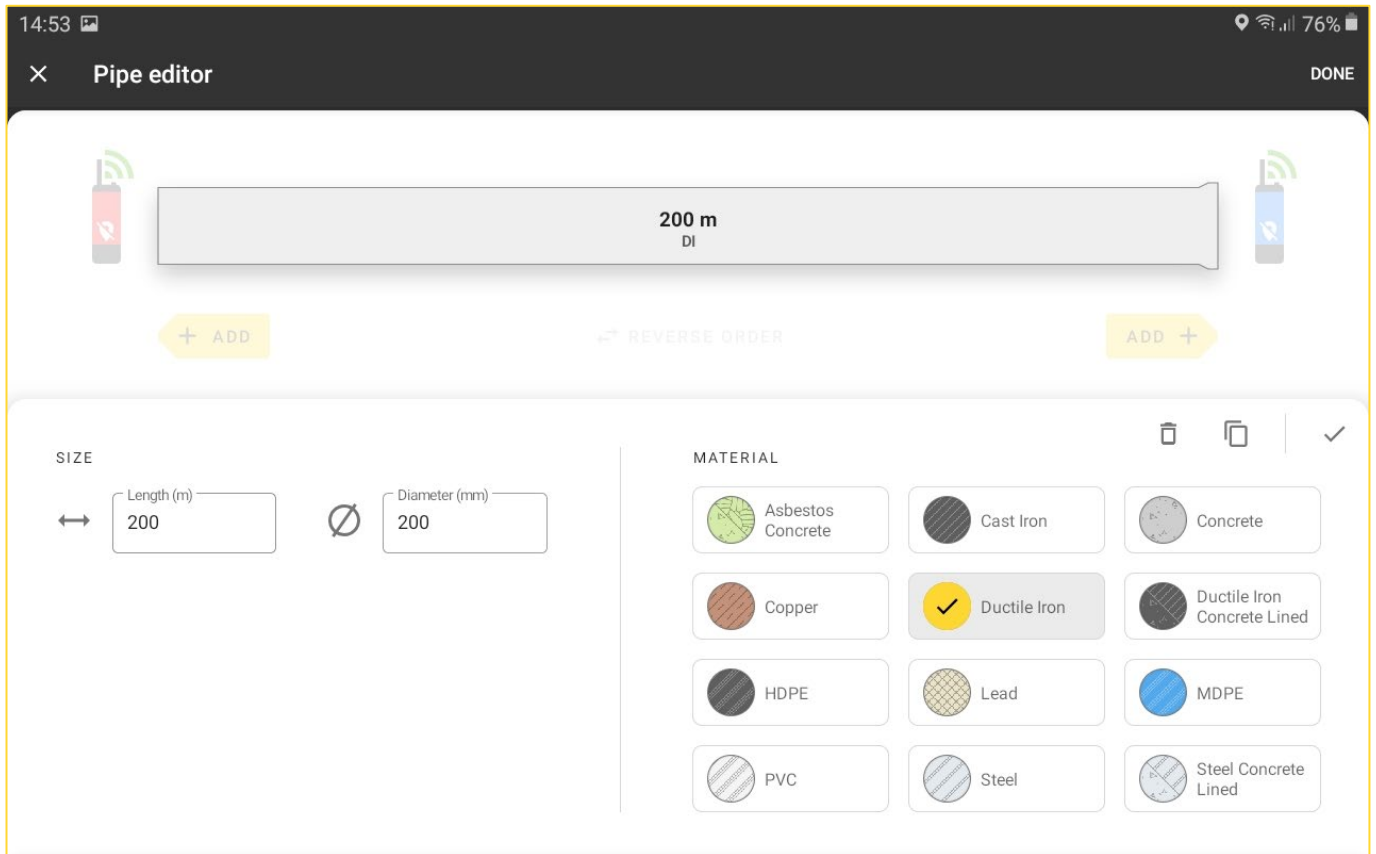 14:53
76%
Pipe editor
DONE
200 m
DI
ADD
REVERSE ORDER
ADD
SIZE
Length (m)
200
Diameter (mm)
200
MATERIAL
Asbestos
Concrete
Cast Iron
Concrete
Copper
Ductile Iron
Ductile Iron
Concrete Lined
HDPE
Lead
MDPE
PVC
Steel
Steel Concrete
Lined